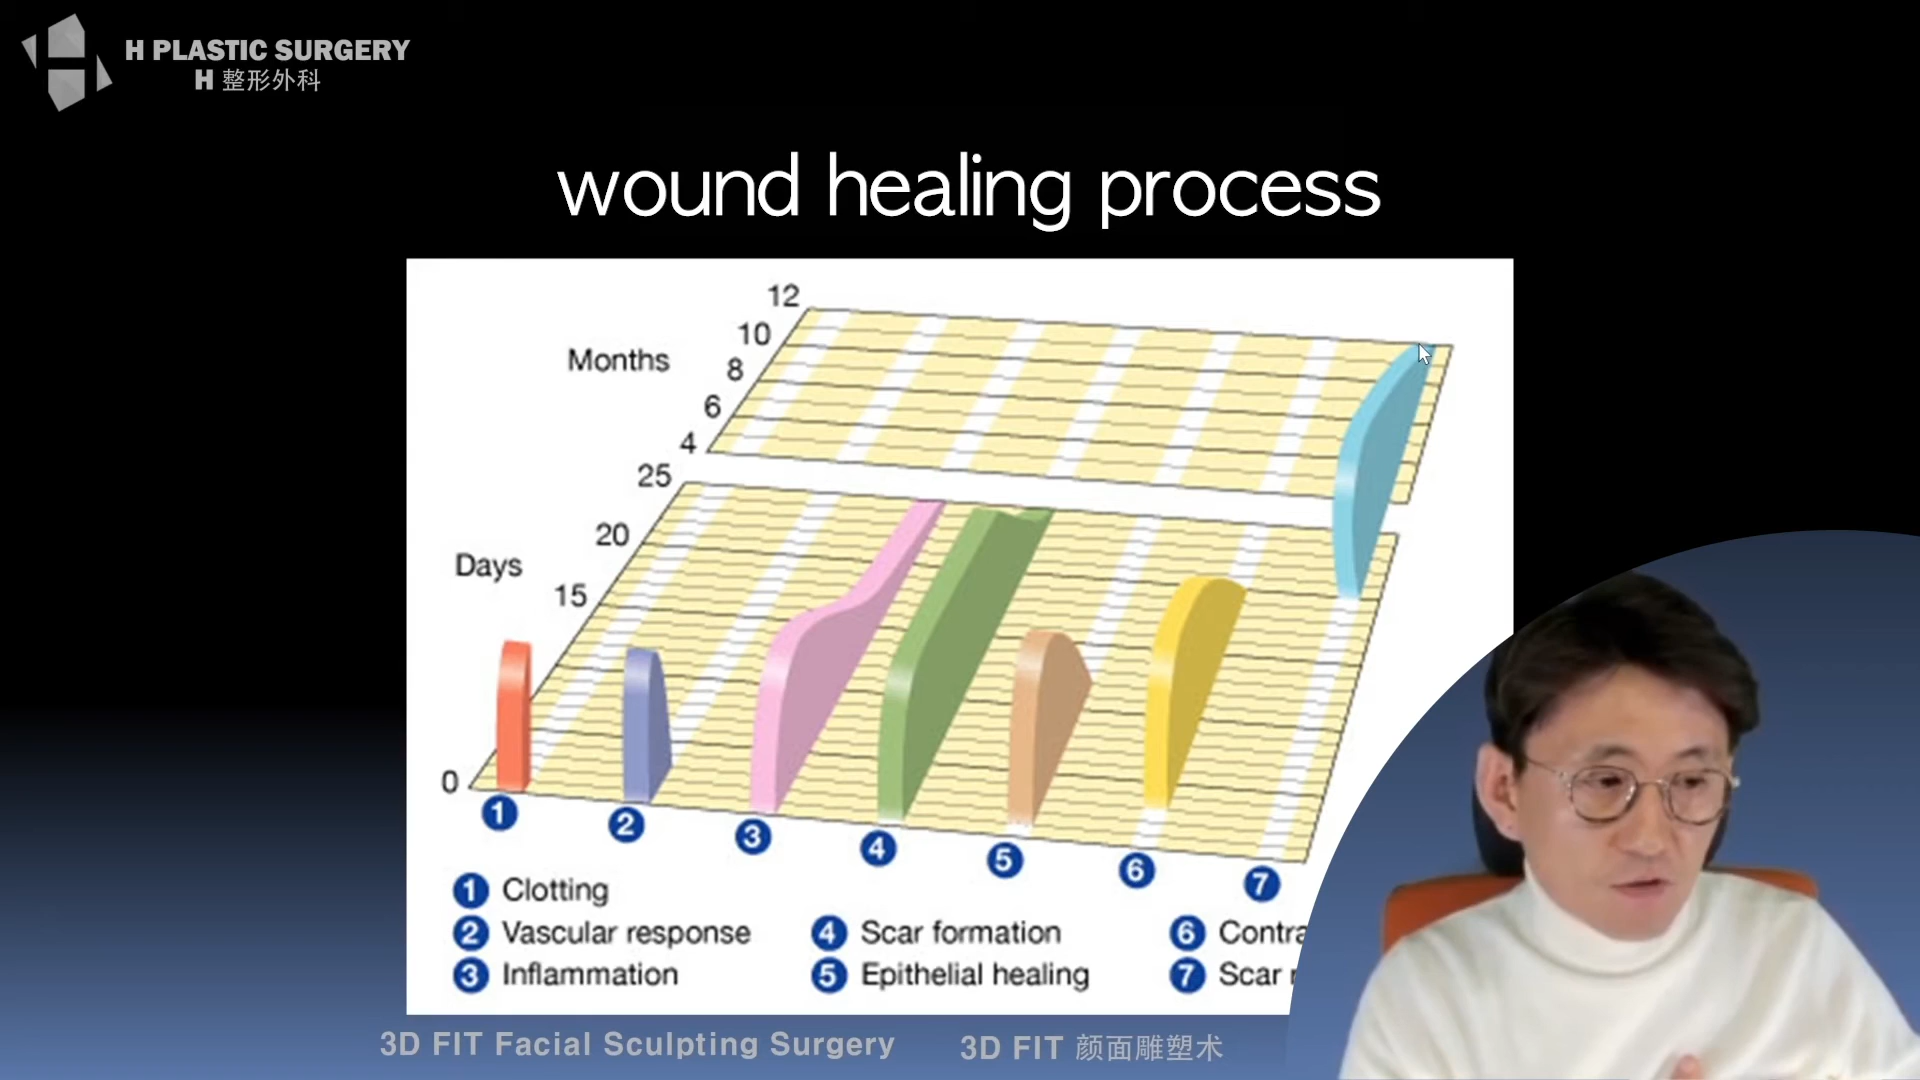 H PLASTIC SURGERY
H 整形外科
wound healing process
12
10
Months
8
6
4
25
20
Days
15
0
1
2
3
4
5
6
7
1 Clotting
2 Vascular response
4 Scar formation
6 Contra
3 Inflammation
5 Epithelial healing
7 Scar
3D FIT Facial Sculpting Surgery
3D FIT 颜面雕塑术